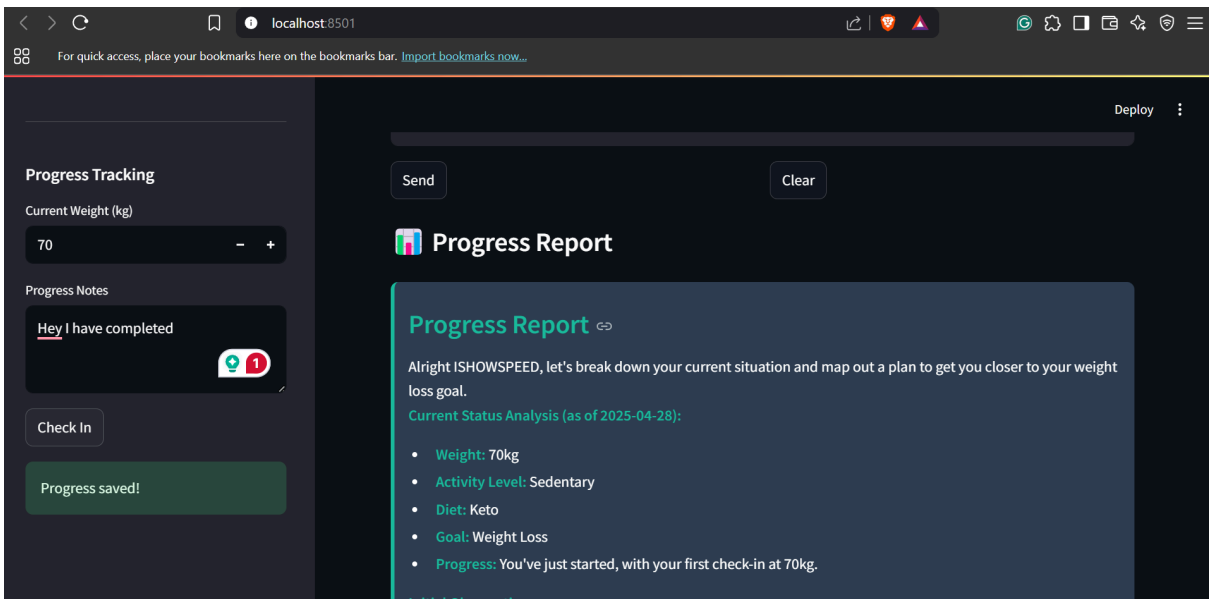 localhost:8501
For quick access, place your bookmarks here on the bookmarks bar. Import bookmarks now...
Deploy
Progress Tracking
Current Weight (kg)
70
Progress Notes
Hey I have completed
1
Check In
Progress saved!
Send
Clear
Progress Report
Progress Report
Alright ISHOWSPEED, let's break down your current situation and map out a plan to get you closer to your weight
loss goal.
Current Status Analysis (as of 2025-04-28):
Weight: 70kg
Activity Level: Sedentary
Diet: Keto
Goal: Weight Loss
Progress: You've just started, with your first check-in at 70kg.